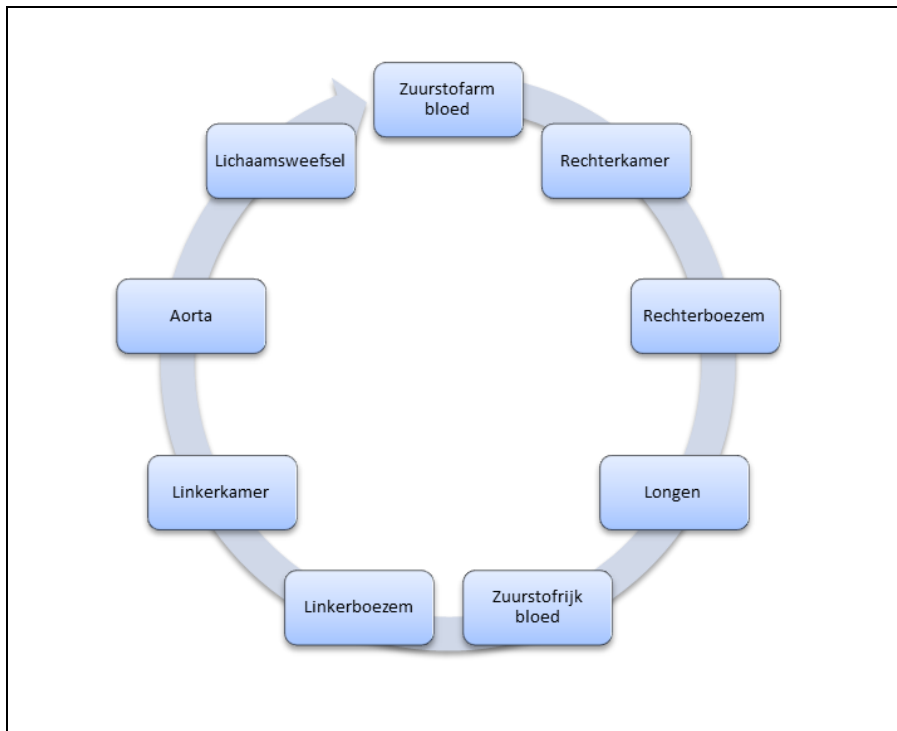 Zuurstofarm
bloed
Rechterkamer
Rechterboezem
Longen
Zuurstofrijk
bloed
Linkerboezem
Linkerkamer
Aorta
Lichaamsweefsel